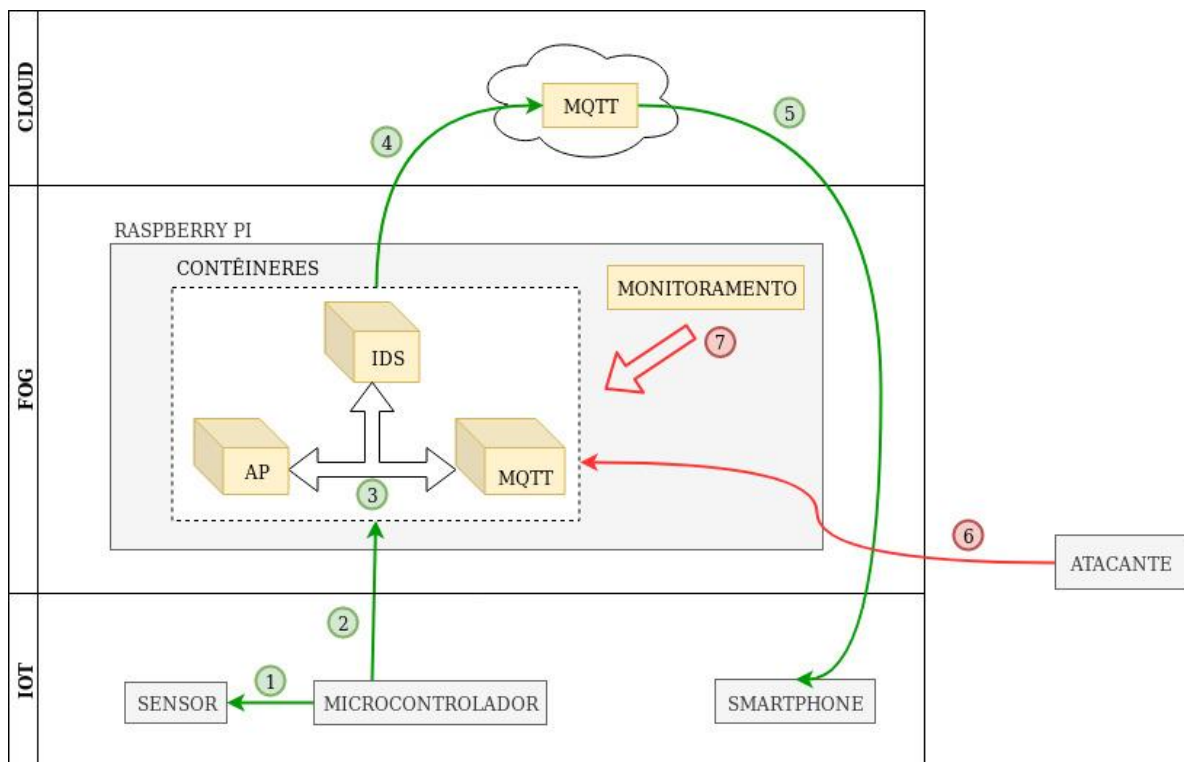 CLOUD
MQTT
4
5
FOG
RASPBERRY PI
CONTÊINERES
MONITORAMENTO
7
IDS
AP
MQTT
3
6
ATACANTE
IOT
2
1
SENSOR
MICROCONTROLADOR
SMARTPHONE